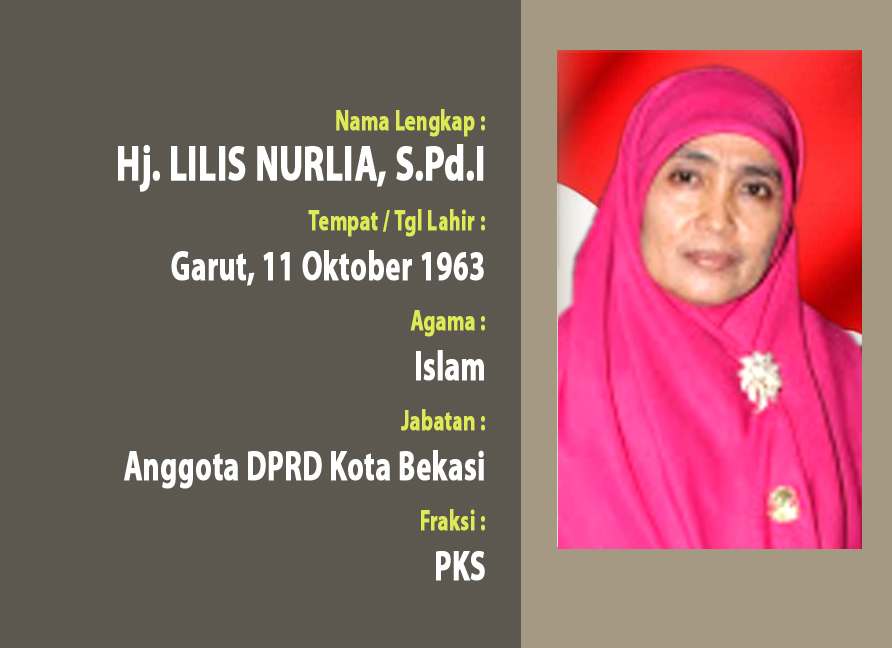 Nama Lengkap :
Hj. LILIS NURLIA, S.Pd.I
Tempat / Tgl Lahir :
Garut, 11 Oktober 1963
Agama :
Islam
Jabatan :
Anggota DPRD Kota Bekasi
Fraksi :
PKS